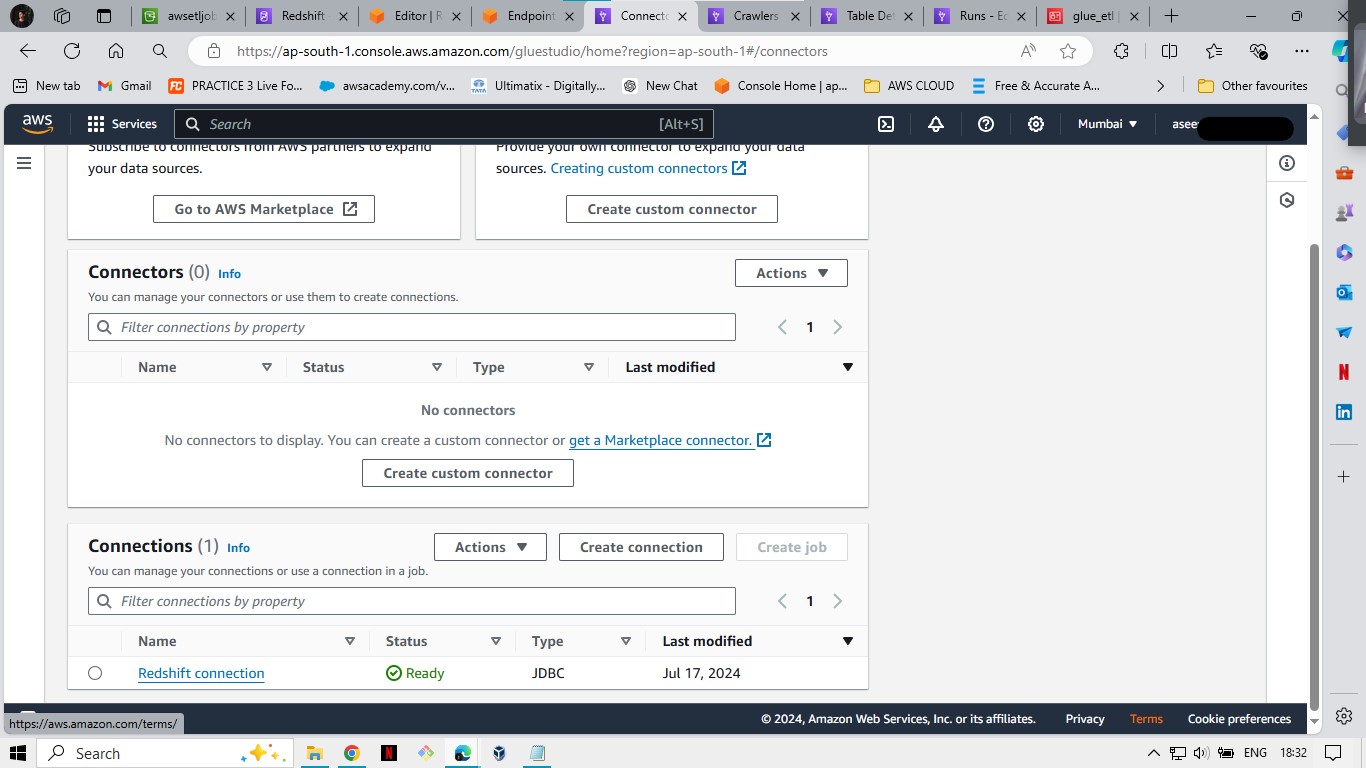 awsetljob
Redshift
Editor | R
Endpoint
Connecto
Crawlers
Table Det
Runs - Ed
glue_etl |
https://ap-south-1.console.aws.amazon.com/gluestudio/home?region=ap-south-1#/connectors
New tab
Gmail
PRACTICE 3 Live Fo...
awsacademy.com/v...
Ultimatix - Digitally...
New Chat
Console Home | ap...
AWS CLOUD
Free & Accurate A...
Other favourites
aws
Services
Search
[Alt+S]
Mumbai
asee
Subscribe to connectors from AWS partners to expand
your data sources.
Go to AWS Marketplace
Provide your own connector to expand your data
sources. Creating custom connectors
Create custom connector
Connectors (0) Info
Actions
You can manage your connectors or use them to create connections.
Filter connections by property
1
Name Status Type Last modified
No connectors
No connectors to display. You can create a custom connector or get a Marketplace connector.
Create custom connector
Connections (1) Info
Actions
Create connection
Create job
You can manage your connections or use a connection in a job.
Filter connections by property
1
Name Status Type Last modified
Redshift connection Ready JDBC Jul 17, 2024
https://aws.amazon.com/terms/
© 2024, Amazon Web Services, Inc. or its affiliates. Privacy Terms Cookie preferences
Search
ENG
18:32